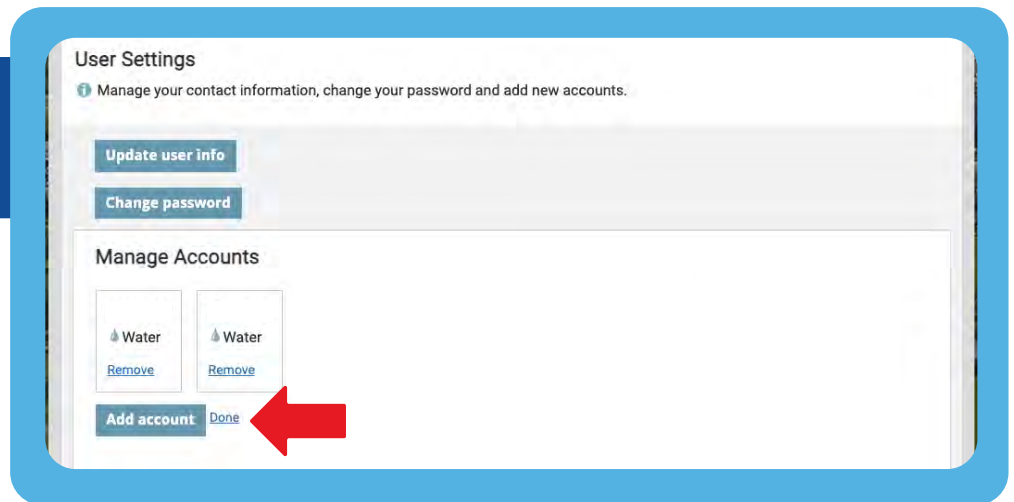 User Settings
Manage your contact information, change your password and add new accounts.
Update user info
Change password
Manage Accounts
Water Water
Remove Remove
Add account Done